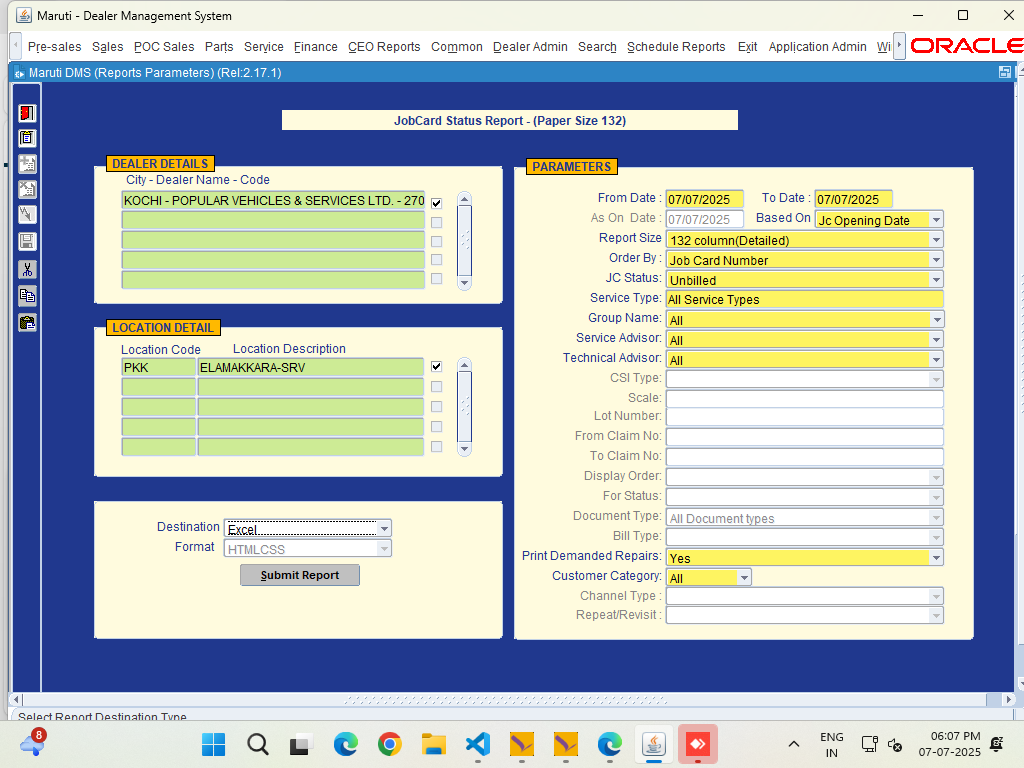 Maruti - Dealer Management System
Pre-sales Sales POC Sales Parts Service Finance CEO Reports Common Dealer Admin Search Schedule Reports Exit Application Admin Wi ORACLE
Maruti DMS (Reports Parameters) (Rel:2.17.1)
JobCard Status Report - (Paper Size 132)
DEALER DETAILS
City - Dealer Name - Code
KOCHI - POPULAR VEHICLES & SERVICES LTD. - 270
LOCATION DETAIL
Location Code Location Description
PKK ELAMAKKARA-SRV
Destination Excel
Format HTMLCSS
Submit Report
PARAMETERS
From Date : 07/07/2025 To Date : 07/07/2025
As On Date : 07/07/2025 Based On Jc Opening Date
Report Size 132 column(Detailed)
Order By : Job Card Number
JC Status: Unbilled
Service Type: All Service Types
Group Name: All
Service Advisor: All
Technical Advisor: All
CSI Type:
Scale:
Lot Number:
From Claim No:
To Claim No:
Display Order:
For Status:
Document Type: All Document types
Bill Type:
Print Demanded Repairs: Yes
Customer Category: All
Channel Type :
Repeat/Revisit :
Select Report Destination Type
8
ENG
IN
06:07 PM
07-07-2025